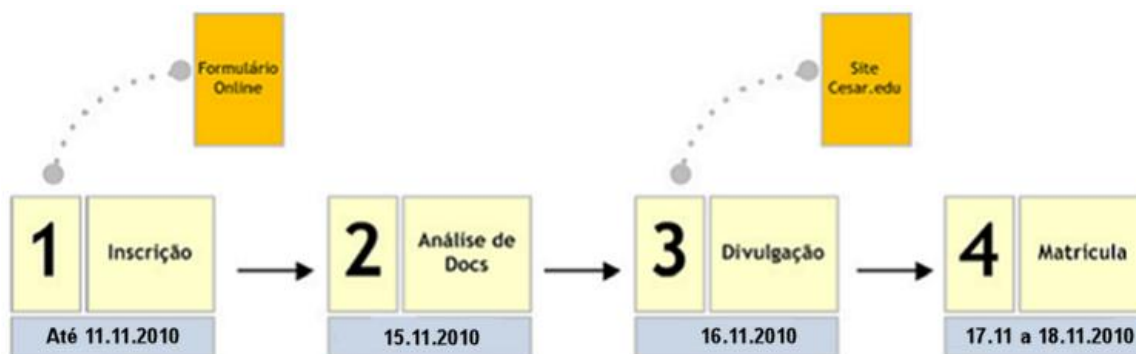 Formulário
Online
Site
Cesar.edu
1
Inscrição
2
Análise de
Docs
3
Divulgação
4
Matrícula
Até 11.11.2010
15.11.2010
16.11.2010
17.11 a 18.11.2010